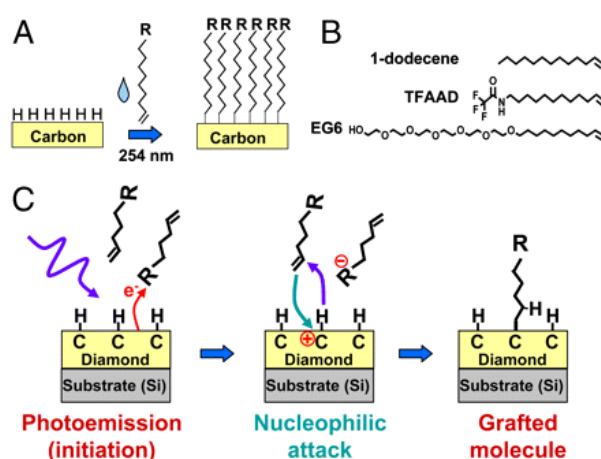 A
R
R R R R R R
H H H H H H
Carbon
254 nm
Carbon
B
1-dodecene
TFAAD
O
F
F
F
N
H
EG6
HO
O
O
O
O
O
C
R
R
e-
H H H
C C C
Diamond
Substrate (Si)
Photoemission
(initiation)
R
R
⊖
H H H
C ⊕ C C
Diamond
Substrate (Si)
Nucleophilic
attack
R
H H H
C C C
Diamond
Substrate (Si)
Grafted
molecule